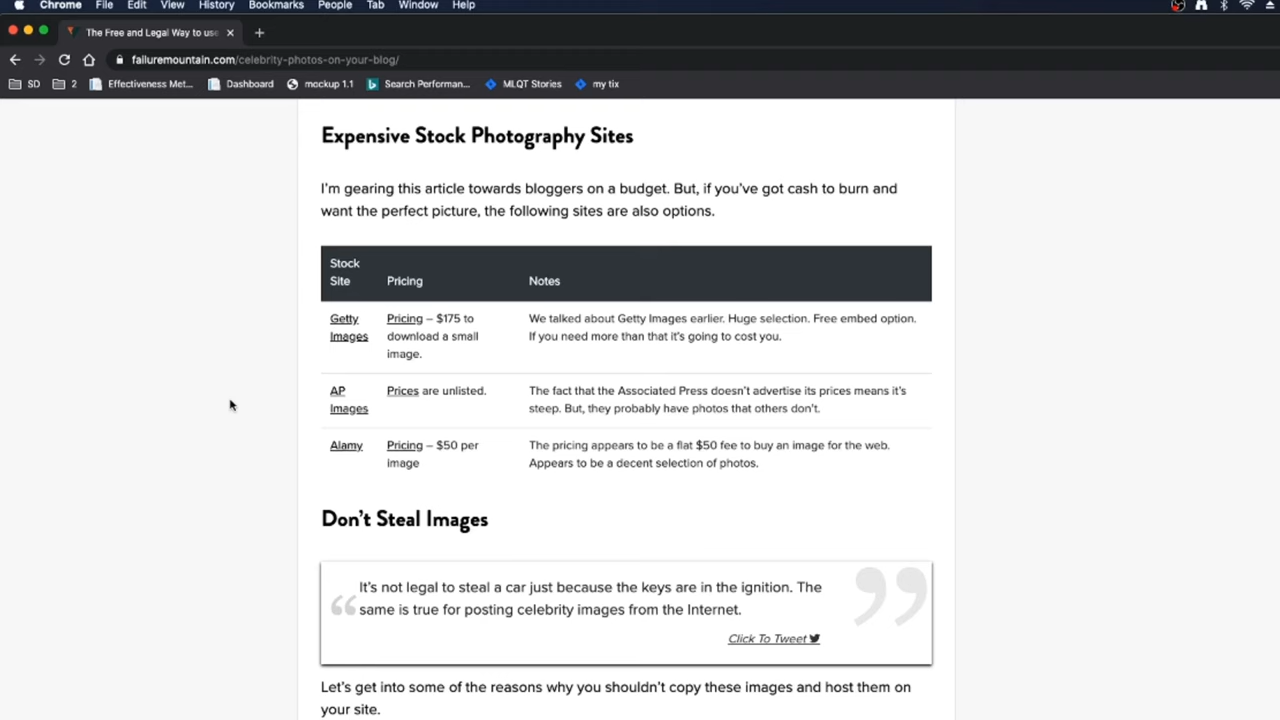 Chrome File Edit View History Bookmarks People Tab Window Help
The Free and Legal Way to use
failuremountain.com/celebrity-photos-on-your-blog/
SD 2 Effectiveness Met... Dashboard mockup 1.1 Search Performan... MLQT Stories my tix
Expensive Stock Photography Sites
I'm gearing this article towards bloggers on a budget. But, if you've got cash to burn and
want the perfect picture, the following sites are also options.
Stock
Site Pricing Notes
Getty Pricing – $175 to We talked about Getty Images earlier. Huge selection. Free embed option.
Images download a small If you need more than that it's going to cost you.
image.
AP Prices are unlisted. The fact that the Associated Press doesn't advertise its prices means it's
Images steep. But, they probably have photos that others don't.
Alamy Pricing – $50 per The pricing appears to be a flat $50 fee to buy an image for the web.
image Appears to be a decent selection of photos.
Don't Steal Images
It's not legal to steal a car just because the keys are in the ignition. The
same is true for posting celebrity images from the Internet.
Click To Tweet
Let's get into some of the reasons why you shouldn't copy these images and host them on
your site.